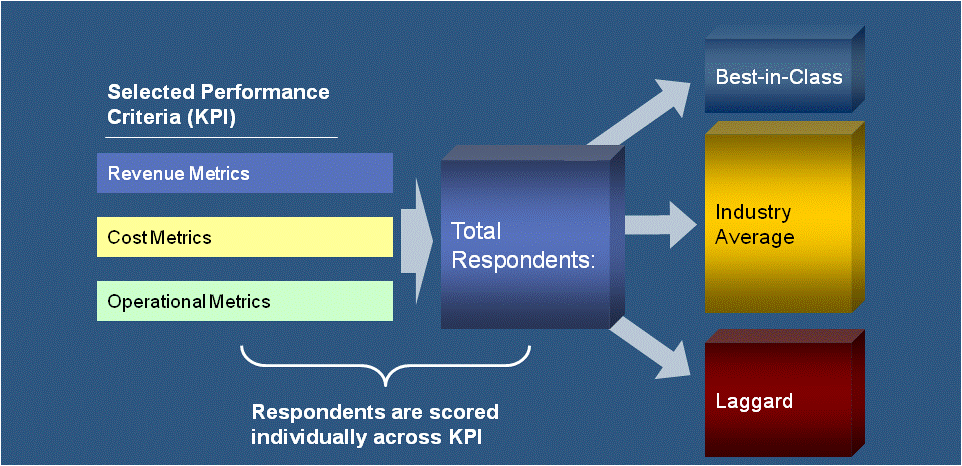 Selected Performance
Criteria (KPI)
Revenue Metrics
Cost Metrics
Operational Metrics
Total
Respondents:
Best-in-Class
Industry
Average
Laggard
Respondents are scored
individually across KPI